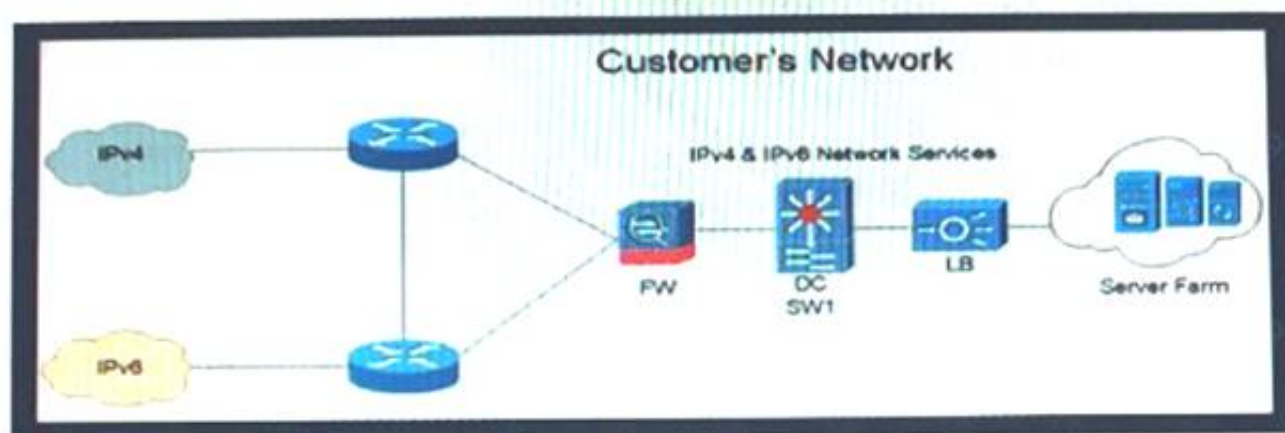 Customer's Network
IPv4
IPv4 & IPv6 Network Services
FW
DC
SW1
LB
Server Farm
IPv6